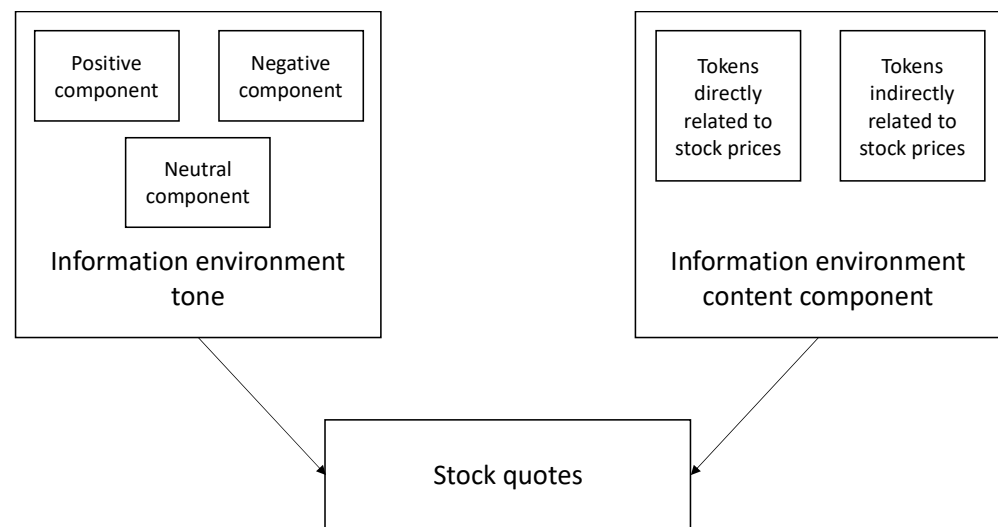 Positive
component
Negative
component
Neutral
component
Information environment
tone
Tokens
directly
related to
stock prices
Tokens
indirectly
related to
stock prices
Information environment
content component
Stock quotes